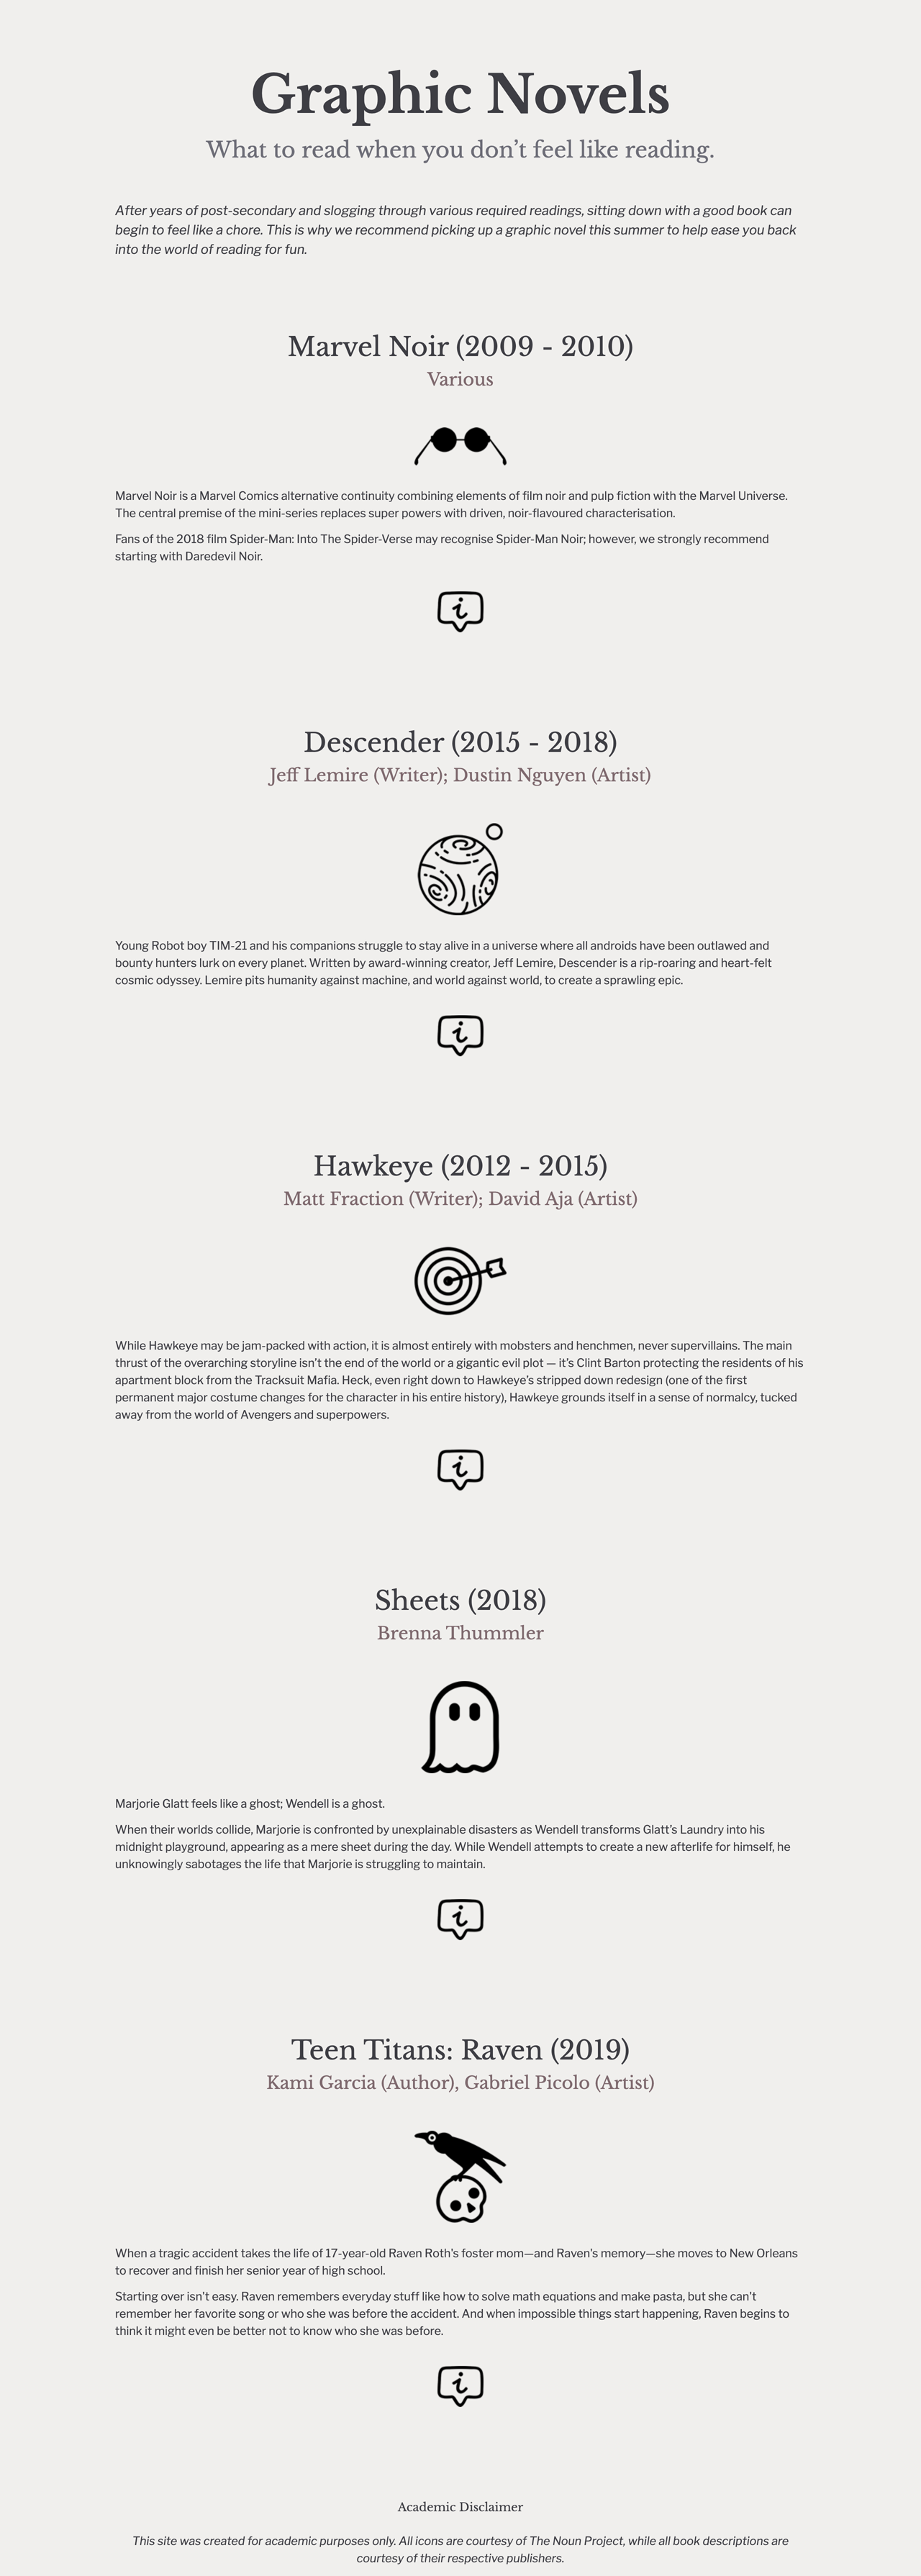 Graphic Novels
What to read when you don’t feel like reading.
After years of post-secondary and slogging through various required readings, sitting down with a good book can
begin to feel like a chore. This is why we recommend picking up a graphic novel this summer to help ease you back
into the world of reading for fun.
Marvel Noir (2009 - 2010)
Various
Marvel Noir is a Marvel Comics alternative continuity combining elements of film noir and pulp fiction with the Marvel Universe.
The central premise of the mini-series replaces super powers with driven, noir-flavoured characterisation.
Fans of the 2018 film Spider-Man: Into The Spider-Verse may recognise Spider-Man Noir; however, we strongly recommend
starting with Daredevil Noir.
i
Descender (2015 - 2018)
Jeff Lemire (Writer); Dustin Nguyen (Artist)
Young Robot boy TIM-21 and his companions struggle to stay alive in a universe where all androids have been outlawed and
bounty hunters lurk on every planet. Written by award-winning creator, Jeff Lemire, Descender is a rip-roaring and heart-felt
cosmic odyssey. Lemire pits humanity against machine, and world against world, to create a sprawling epic.
i
Hawkeye (2012 - 2015)
Matt Fraction (Writer); David Aja (Artist)
While Hawkeye may be jam-packed with action, it is almost entirely with mobsters and henchmen, never supervillains. The main
thrust of the overarching storyline isn’t the end of the world or a gigantic evil plot — it’s Clint Barton protecting the residents of his
apartment block from the Tracksuit Mafia. Heck, even right down to Hawkeye’s stripped down redesign (one of the first
permanent major costume changes for the character in his entire history), Hawkeye grounds itself in a sense of normalcy, tucked
away from the world of Avengers and superpowers.
i
Sheets (2018)
Brenna Thummler
Marjorie Glatt feels like a ghost; Wendell is a ghost.
When their worlds collide, Marjorie is confronted by unexplainable disasters as Wendell transforms Glatt’s Laundry into his
midnight playground, appearing as a mere sheet during the day. While Wendell attempts to create a new afterlife for himself, he
unknowingly sabotages the life that Marjorie is struggling to maintain.
i
Teen Titans: Raven (2019)
Kami Garcia (Author), Gabriel Picolo (Artist)
When a tragic accident takes the life of 17-year-old Raven Roth's foster mom—and Raven's memory—she moves to New Orleans
to recover and finish her senior year of high school.
Starting over isn't easy. Raven remembers everyday stuff like how to solve math equations and make pasta, but she can't
remember her favorite song or who she was before the accident. And when impossible things start happening, Raven begins to
think it might even be better not to know who she was before.
i
Academic Disclaimer
This site was created for academic purposes only. All icons are courtesy of The Noun Project, while all book descriptions are
courtesy of their respective publishers.